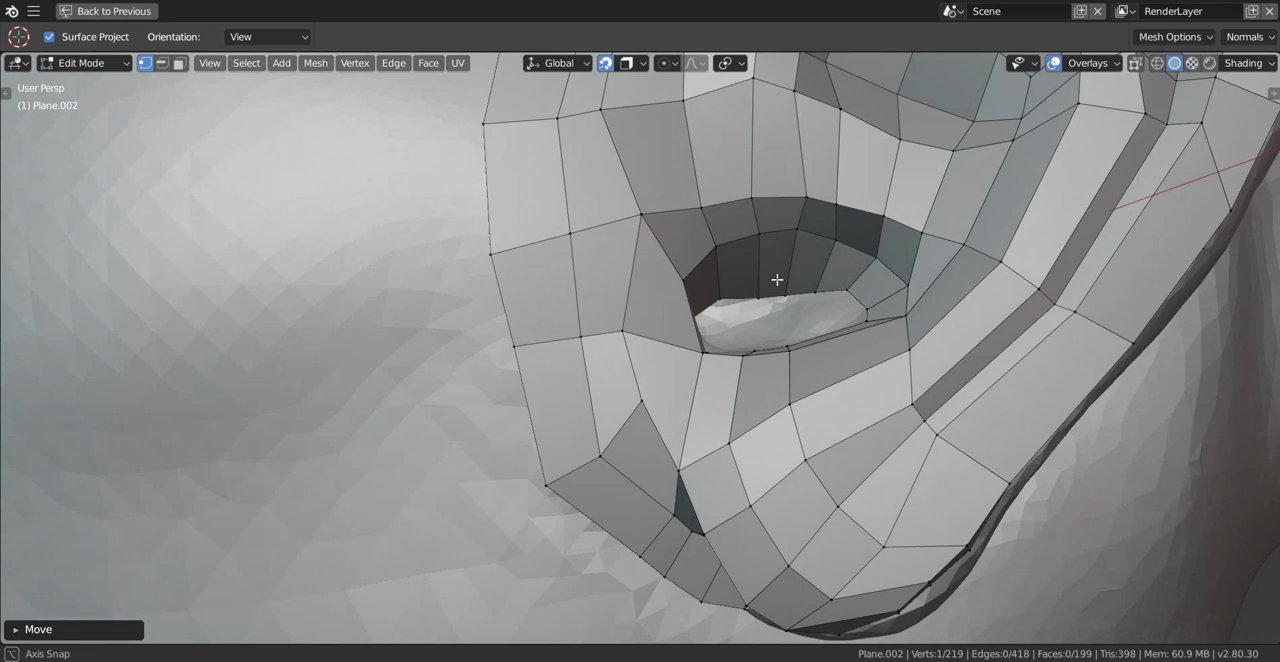 Back to Previous
Scene
RenderLayer
Surface Project
Orientation:
View
Mesh Options
Normals
Edit Mode
View
Select
Add
Mesh
Vertex
Edge
Face
UV
Global
Overlays
Shading
User Persp
(1) Plane.002
Move
Axis Snap
Plane.002 | Verts:1/219 | Edges:0/418 | Faces:0/199 | Tris:398 | Mem: 60.9 MB | v2.80.30